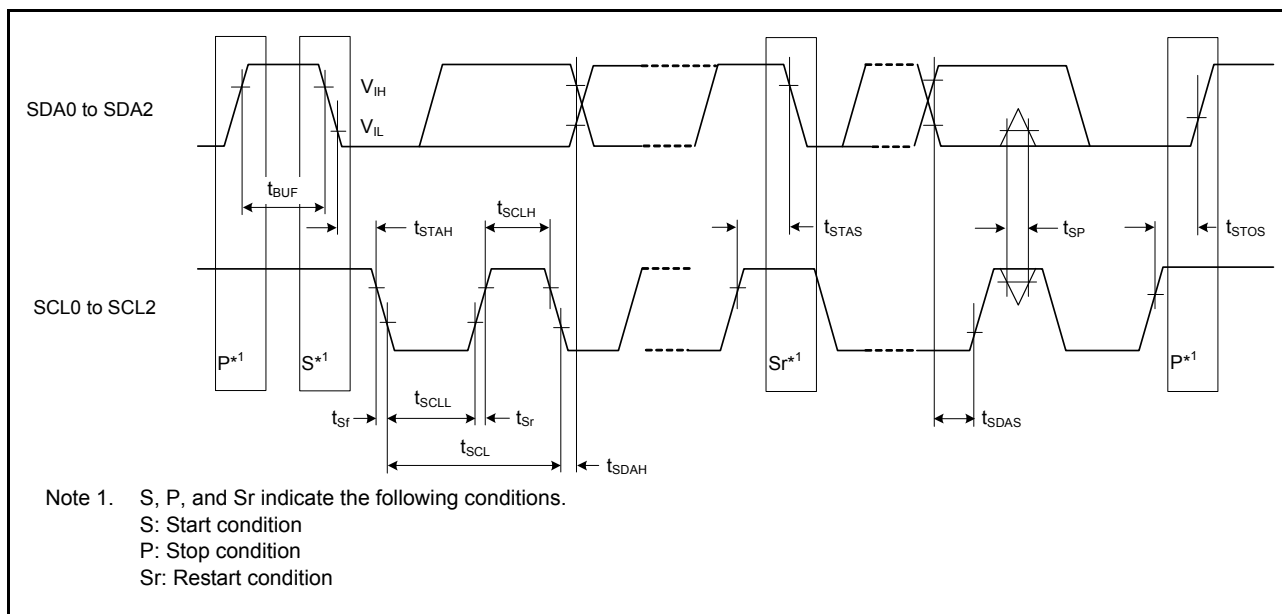 SDA0 to SDA2
VIH
VIL
tBUF
tSTAH
tSCLH
tSTAS
tSP
tSTOS
SCL0 to SCL2
P*1
S*1
Sr*1
P*1
tSf
tSCLL
tSr
tSCL
tSDAH
tSDAS
Note 1. S, P, and Sr indicate the following conditions.
S: Start condition
P: Stop condition
Sr: Restart condition